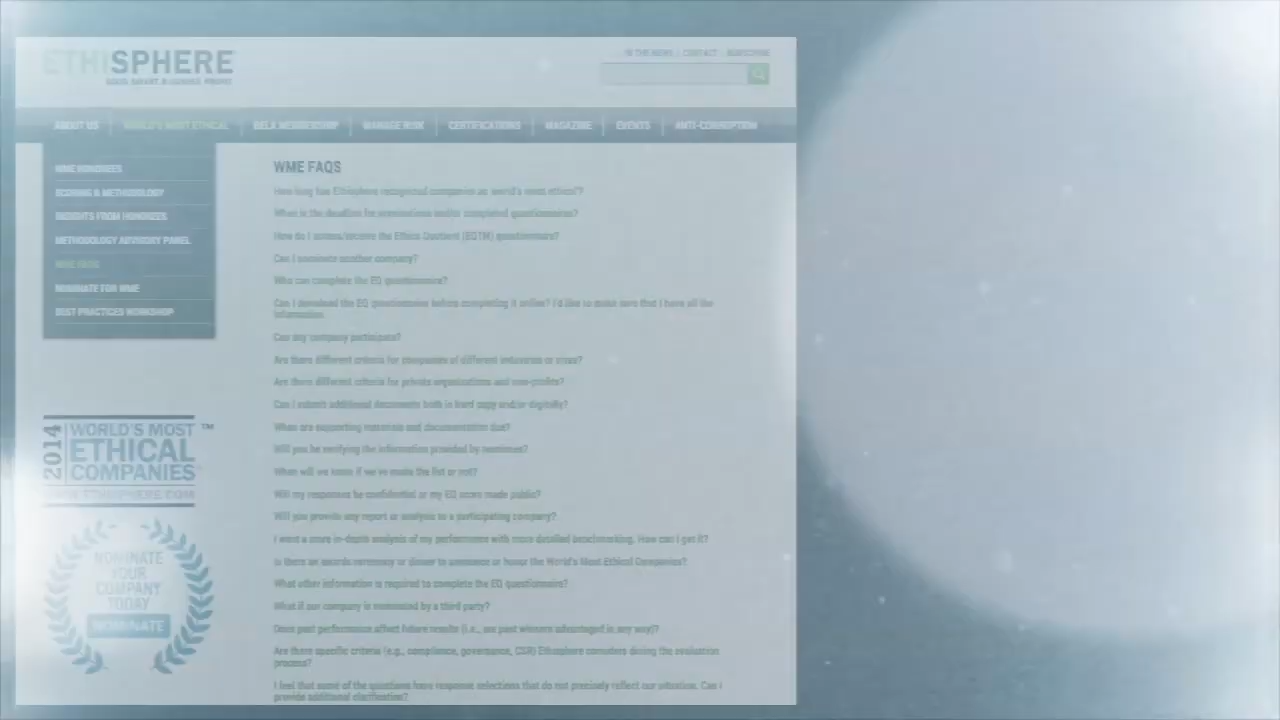 ETHISPHERE
GOOD. SMART. BUSINESS. PROFIT.
IN THE NEWS | CONTACT | SUBSCRIBE
ABOUT US
WORLD'S MOST ETHICAL
BELA MEMBERSHIP
MANAGE RISK
CERTIFICATIONS
MAGAZINE
EVENTS
ANTI-CORRUPTION
WME HONOREES
SCORING & METHODOLOGY
INSIGHTS FROM HONOREES
METHODOLOGY ADVISORY PANEL
WME FAQS
NOMINATE FOR WME
BEST PRACTICES WORKSHOP
WME FAQS
How long has Ethisphere recognized companies as world's most ethical?
When is the deadline for nominations and/or completed questionnaires?
How do I access/receive the Ethics Quotient (EQTM) questionnaire?
Can I nominate another company?
Who can complete the EQ questionnaire?
Can I download the EQ questionnaire before completing it online? I'd like to make sure that I have all the
information.
Can any company participate?
Are there different criteria for companies of different industries or sizes?
Are there different criteria for private organizations and non-profits?
Can I submit additional documents both in hard copy and/or digitally?
When are supporting materials and documentation due?
Will you be verifying the information provided by nominees?
When will we know if we've made the list or not?
Will my responses be confidential or my EQ score made public?
Will you provide any report or analysis to a participating company?
I want a more in-depth analysis of my performance with more detailed benchmarking. How can I get it?
Is there an awards ceremony or dinner to announce or honor the World's Most Ethical Companies?
What other information is required to complete the EQ questionnaire?
What if our company is nominated by a third party?
Does past performance affect future results (i.e., are past winners advantaged in any way)?
Are there specific criteria (e.g., compliance, governance, CSR) Ethisphere considers during the evaluation
process?
I feel that some of the questions have response selections that do not precisely reflect our situation. Can I
provide additional clarification?
2014
WORLD'S MOST ™
ETHICAL
COMPANIES
WWW.ETHISPHERE.COM
NOMINATE
YOUR
COMPANY
TODAY
NOMINATE